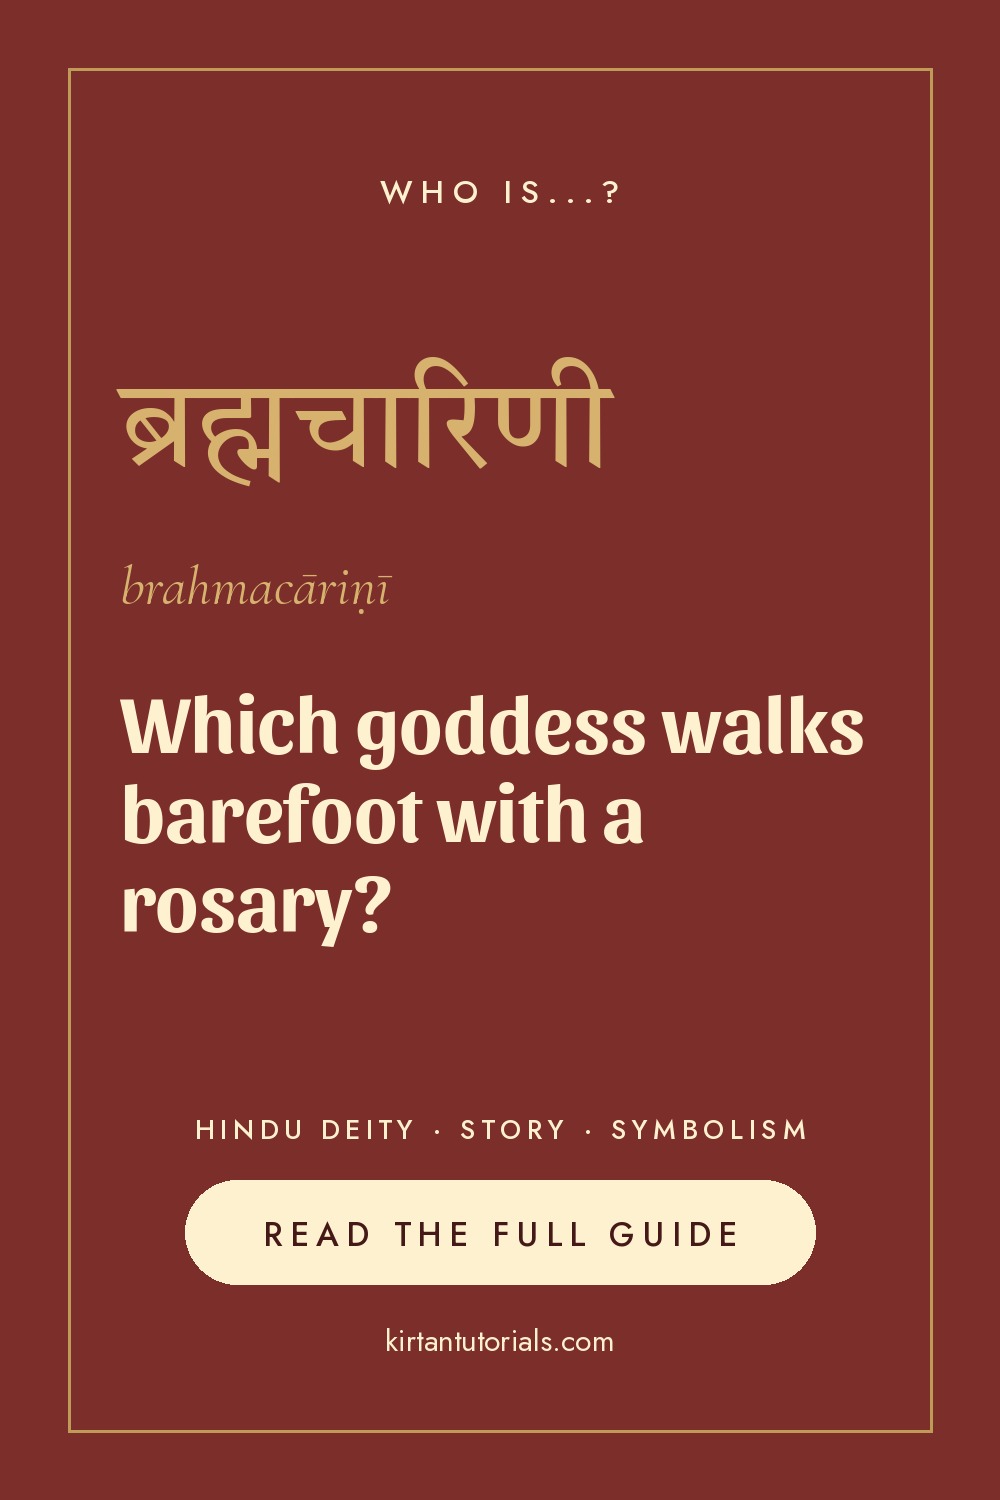 WHO IS...?
ब्रह्मचारिणी
brahmacāriṇī
Which goddess walks
barefoot with a
rosary?
HINDU DEITY · STORY · SYMBOLISM
READ THE FULL GUIDE
kirtantutorials.com